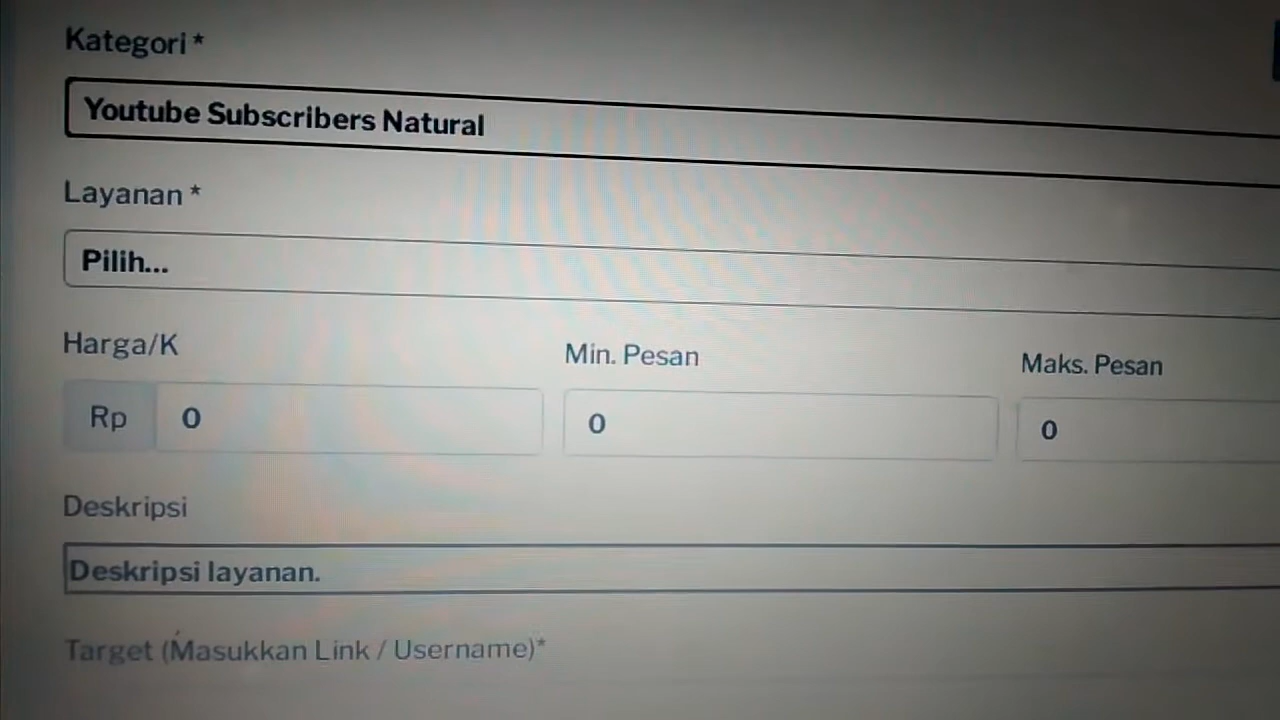 Kategori *
Youtube Subscribers Natural
Layanan *
Pilih...
Harga/K Min. Pesan Maks. Pesan
Rp 0 0 0
Deskripsi
Deskripsi layanan.
Target (Masukkan Link / Username)*